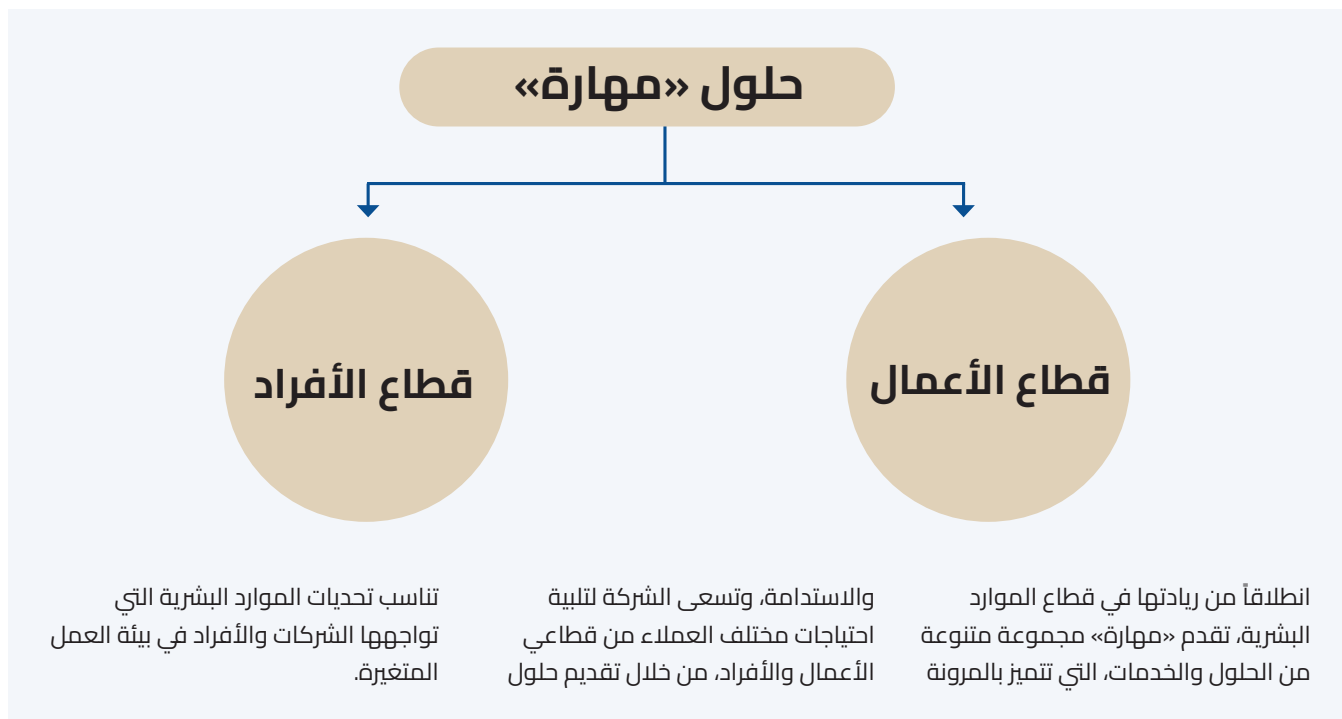 حلول «مهارة»
قطاع الأعمال
قطاع الأفراد
انطلاقاً من ريادتها في قطاع الموارد
البشرية، تقدم «مهارة» مجموعة متنوعة
من الحلول والخدمات، التي تتميز بالمرونة
والاستدامة، وتسعى الشركة لتلبية
احتياجات مختلف العملاء من قطاعي
الأعمال والأفراد، من خلال تقديم حلول
تناسب تحديات الموارد البشرية التي
تواجهها الشركات والأفراد في بيئة العمل
المتغيرة.